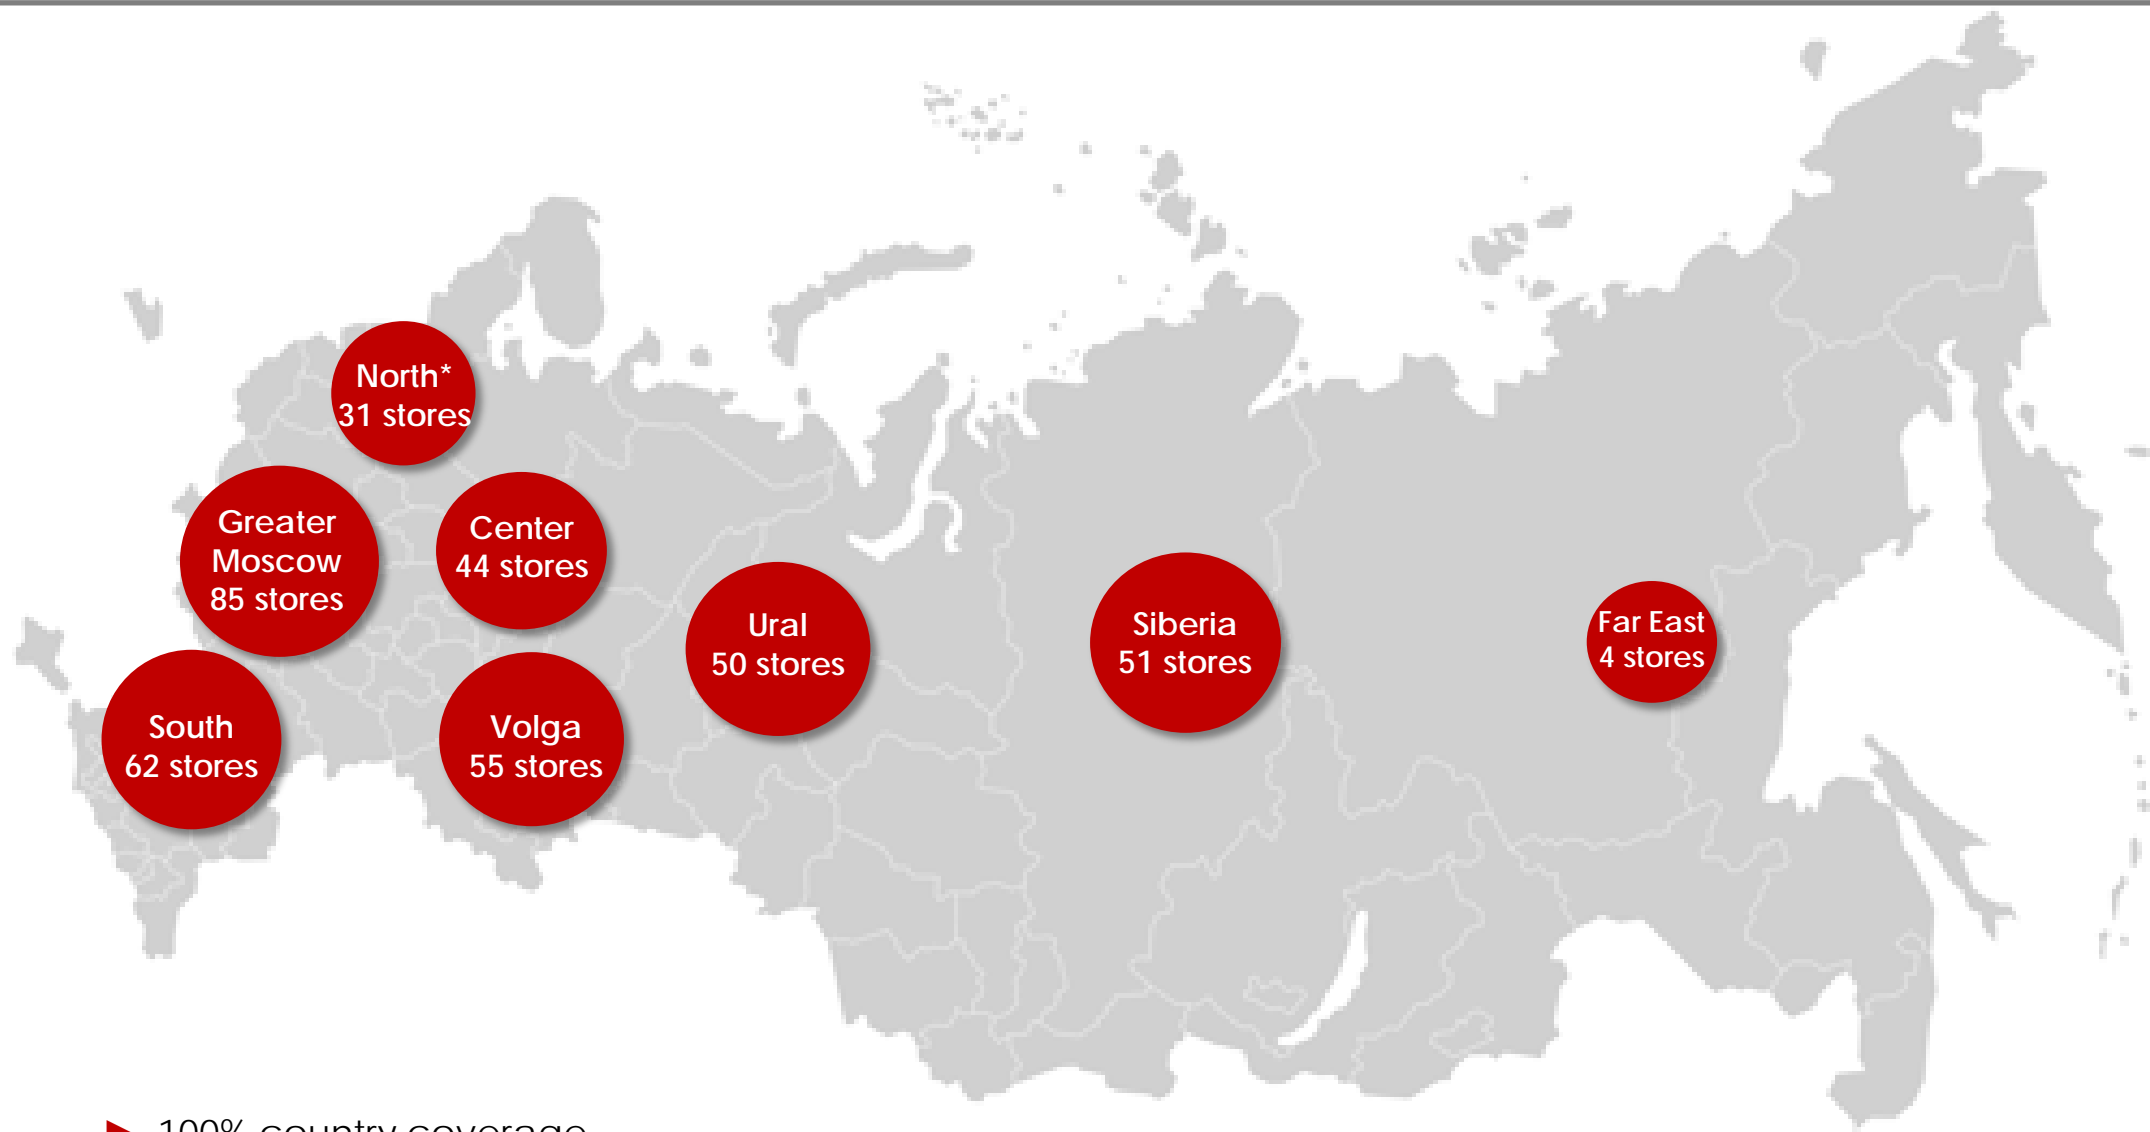 North*
31 stores
Greater
Moscow
85 stores
Center
44 stores
Ural
50 stores
Siberia
51 stores
Far East
4 stores
South
62 stores
Volga
55 stores
100% country coverage